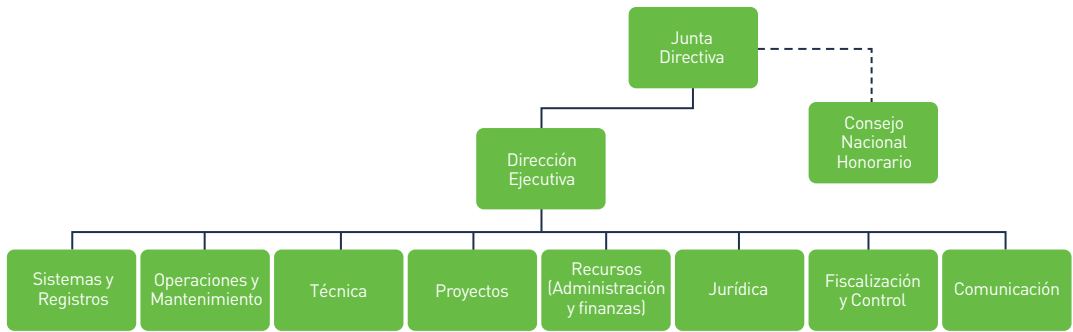 Junta
Directiva
Consejo
Nacional
Honorario
Dirección
Ejecutiva
Sistemas y
Registros
Operaciones y
Mantenimiento
Técnica
Proyectos
Recursos
(Administración
y finanzas)
Jurídica
Fiscalización
y Control
Comunicación